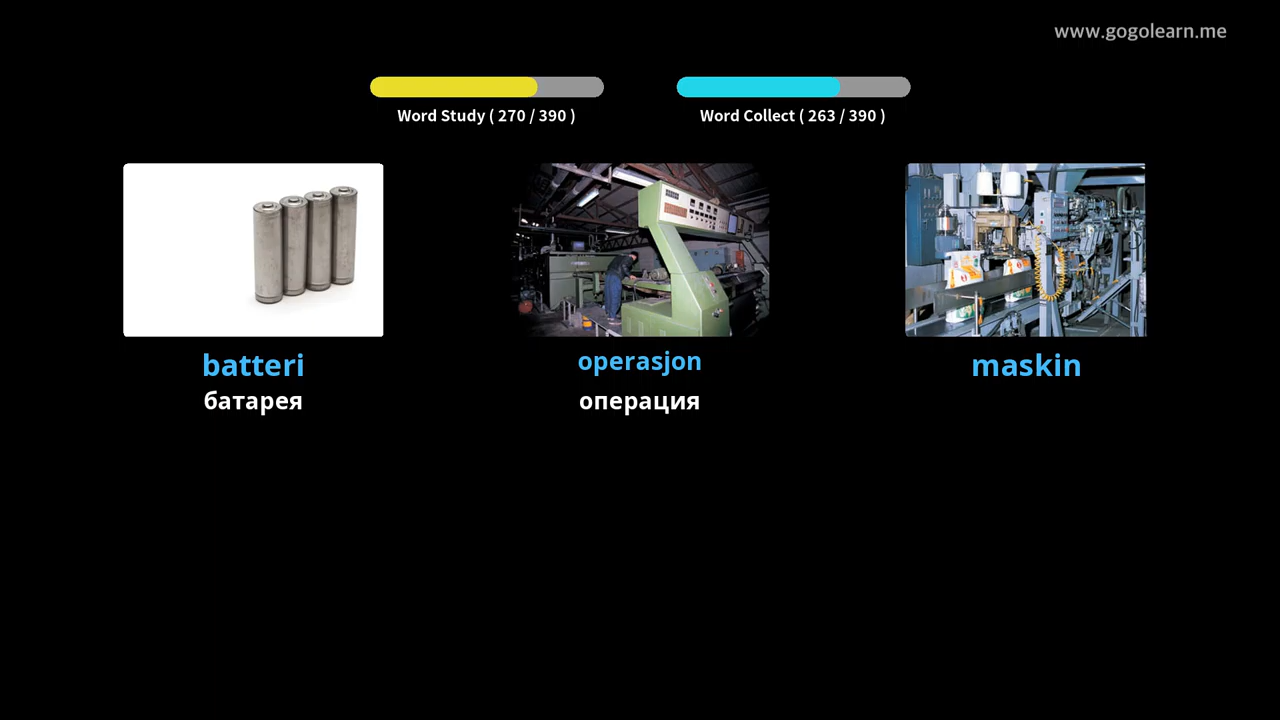 www.gogolearn.me
Word Study ( 270 / 390 )
Word Collect ( 263 / 390 )
batteri
operasjon
maskin
батарея
операция